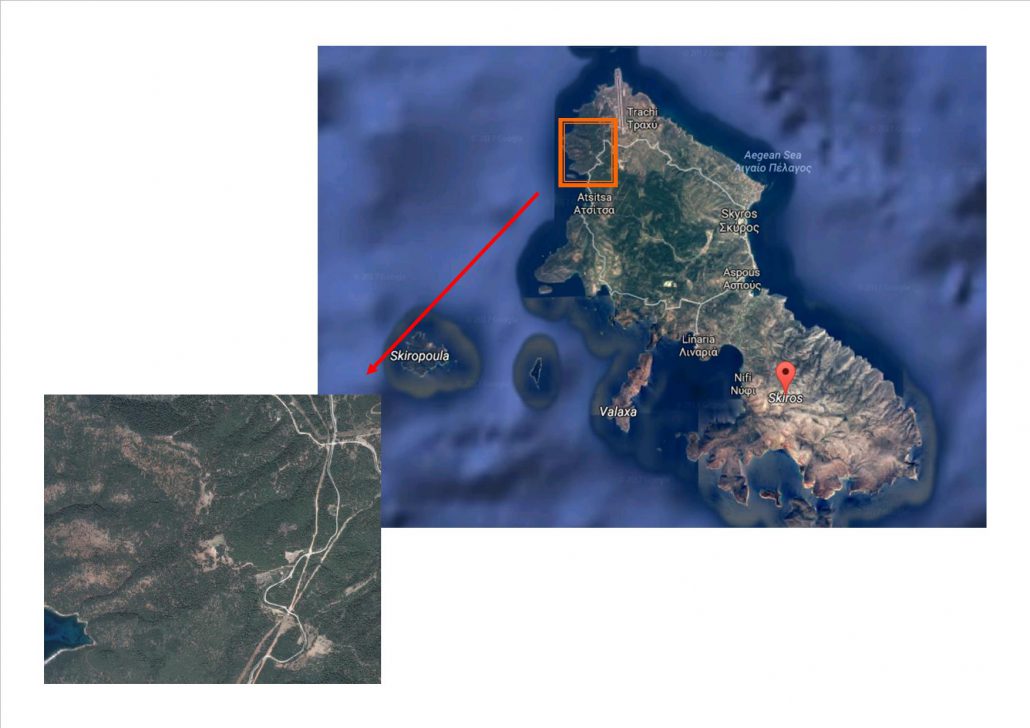 Trachi
Τραχύ
Aegean Sea
Αιγαίο Πέλαγος
Atsitsa
Ατσίτσα
Skyros
Σκύρος
Aspous
Ασπούς
Skiropoula
Linaria
Λιναριά
Nifi
Νύφι
Skiros
Valaxa